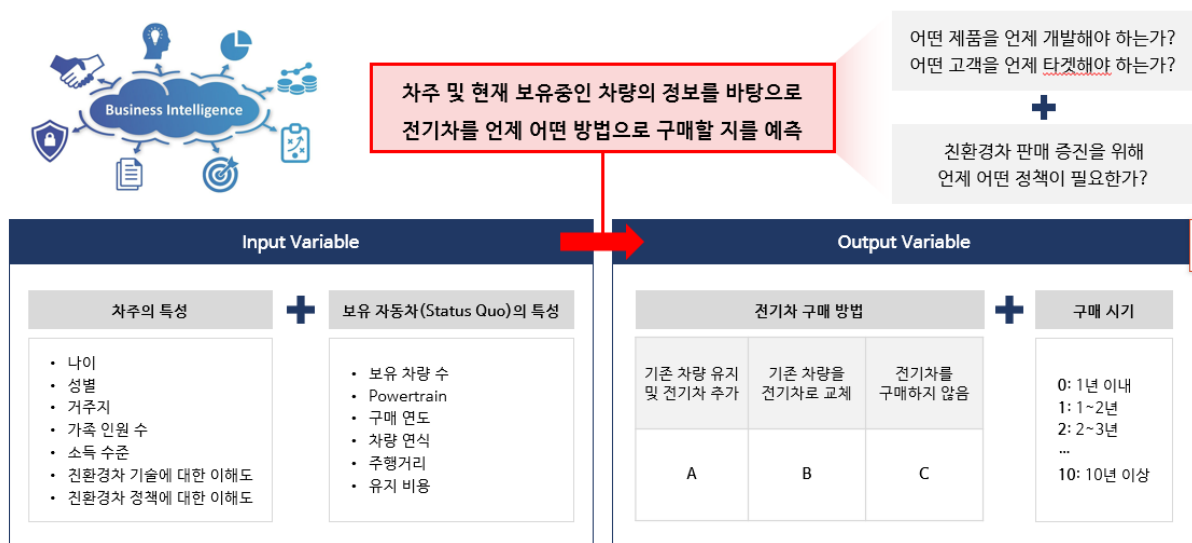 Business Intelligence
차주 및 현재 보유중인 차량의 정보를 바탕으로
전기차를 언제 어떤 방법으로 구매할 지를 예측
어떤 제품을 언제 개발해야 하는가?
어떤 고객을 언제 타겟해야 하는가?
친환경차 판매 증진을 위해
언제 어떤 정책이 필요한가?
Input Variable
차주의 특성
• 나이
• 성별
• 거주지
• 가족 인원 수
• 소득 수준
• 친환경차 기술에 대한 이해도
• 친환경차 정책에 대한 이해도
보유 자동차(Status Quo)의 특성
• 보유 차량 수
• Powertrain
• 구매 연도
• 차량 연식
• 주행거리
• 유지 비용
Output Variable
전기차 구매 방법
기존 차량 유지
및 전기차 추가
기존 차량을
전기차로 교체
전기차를
구매하지 않음
A
B
C
구매 시기
0: 1년 이내
1: 1~2년
2: 2~3년
...
10: 10년 이상